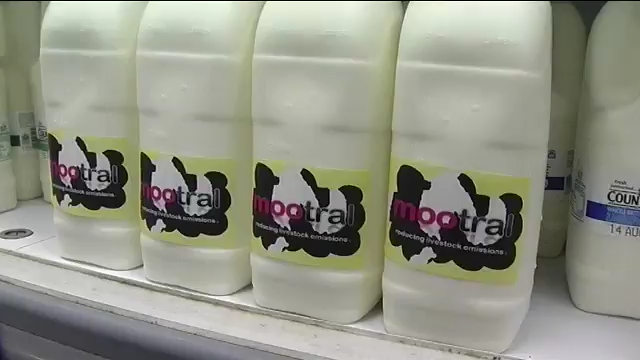 mootral
reducing livestock emissions.
mootral
reducing livestock emissions.
mootral
reducing livestock emissions.
mootral
reducing livestock emissions.
Fresh
COUN
14 AU